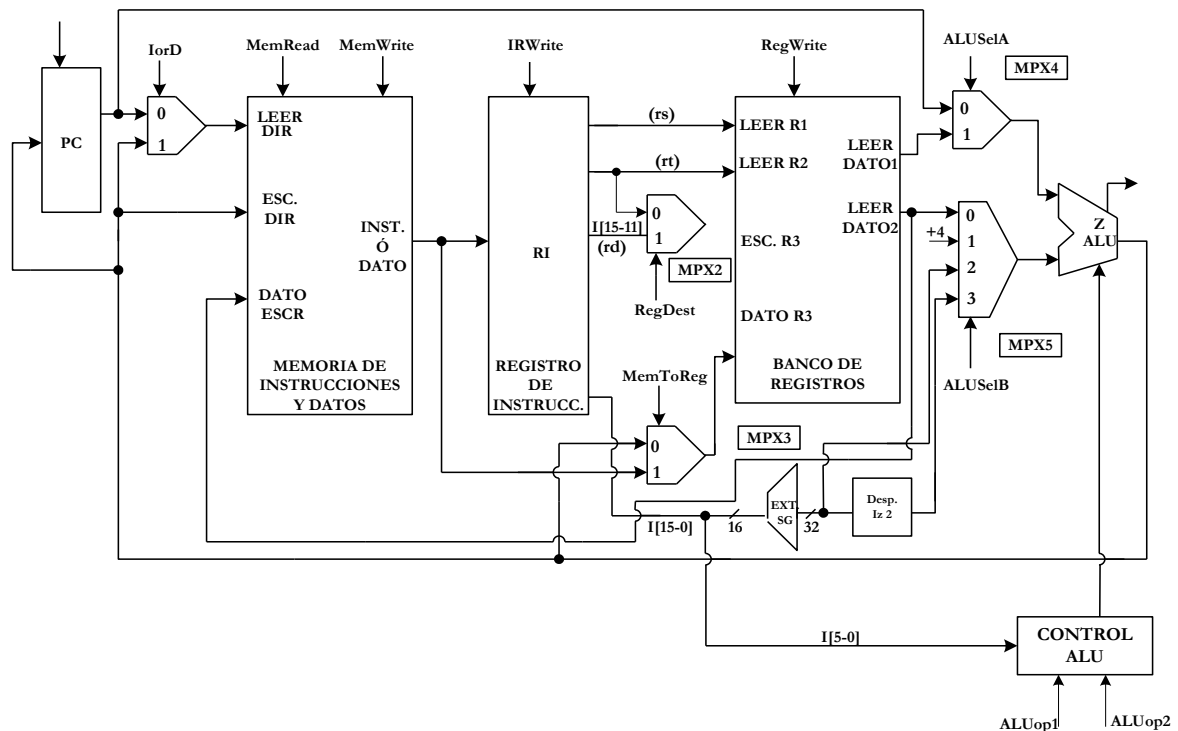 IorD
MemRead
MemWrite
IRWrite
RegWrite
ALUSelA
MPX4
PC
0
1
LEER
DIR
ESC.
DIR
INST.
Ó
DATO
DATO
ESCR
MEMORIA DE
INSTRUCCIONES
Y DATOS
RI
REGISTRO
DE
INSTRUCC.
(rs)
(rt)
I[15-11]
(rd)
0
1
MPX2
RegDest
LEER R1
LEER R2
ESC. R3
DATO R3
LEER
DATO1
LEER
DATO2
BANCO DE
REGISTROS
0
1
+4
0
1
2
3
MPX5
ALUSelB
Z
ALU
MemToReg
0
1
MPX3
I[15-0]
16
EXT.
SG
32
Desp.
Iz 2
I[5-0]
CONTROL
ALU
ALUop1
ALUop2